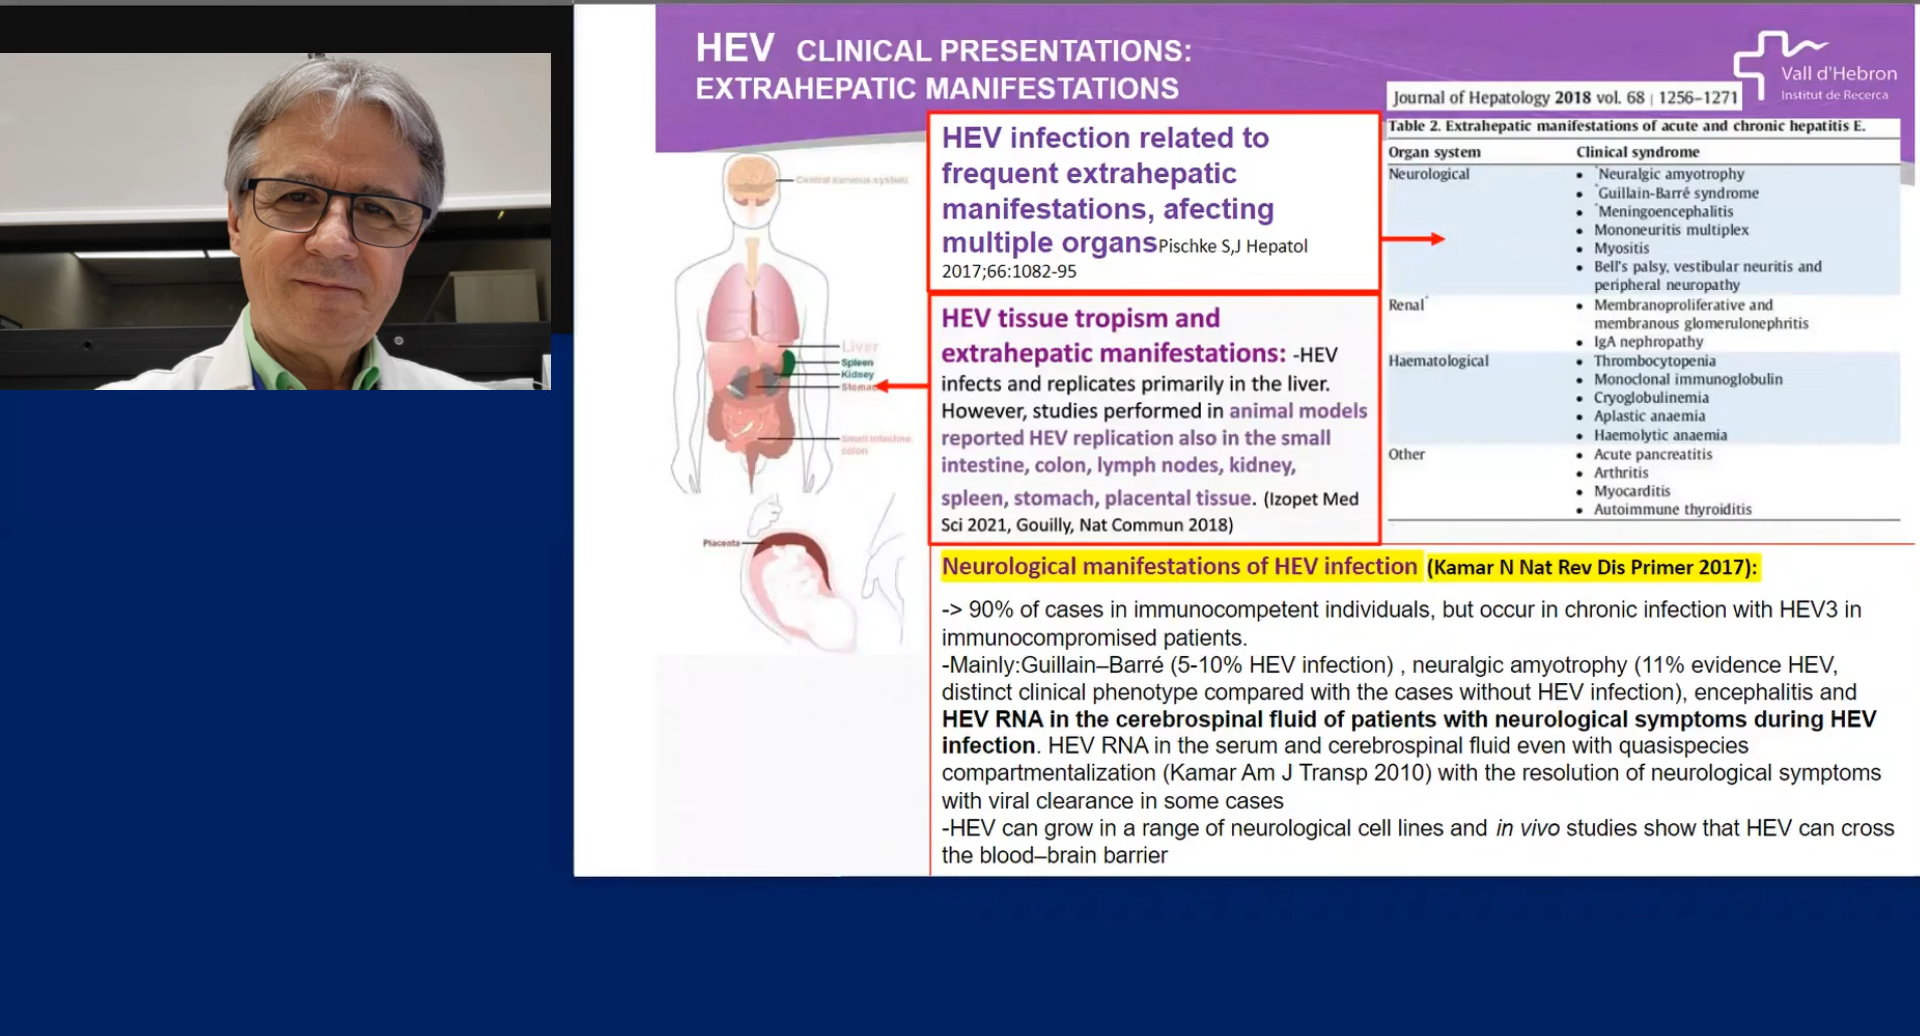 HEV CLINICAL PRESENTATIONS:
EXTRAHEPATIC MANIFESTATIONS
Vall d'Hebron
Institut de Recerca
Journal of Hepatology 2018 vol. 68 | 1256–1271
HEV infection related to
frequent extrahepatic
manifestations, afecting
multiple organs Pischke S,J Hepatol
2017;66:1082-95
HEV tissue tropism and
extrahepatic manifestations: -HEV
infects and replicates primarily in the liver.
However, studies performed in animal models
reported HEV replication also in the small
intestine, colon, lymph nodes, kidney,
spleen, stomach, placental tissue. (Izopet Med
Sci 2021, Gouilly, Nat Commun 2018)
Central nervous system
Liver
Spleen
Kidney
Stomac
Small intestine,
colon
Placenta
Table 2. Extrahepatic manifestations of acute and chronic hepatitis E.
Organ system Clinical syndrome
Neurological • *Neuralgic amyotrophy
• *Guillain-Barré syndrome
• *Meningoencephalitis
• Mononeuritis multiplex
• Myositis
• Bell's palsy, vestibular neuritis and
peripheral neuropathy
Renal* • Membranoproliferative and
membranous glomerulonephritis
• IgA nephropathy
Haematological • Thrombocytopenia
• Monoclonal immunoglobulin
• Cryoglobulinemia
• Aplastic anaemia
• Haemolytic anaemia
Other • Acute pancreatitis
• Arthritis
• Myocarditis
• Autoimmune thyroiditis
Neurological manifestations of HEV infection (Kamar N Nat Rev Dis Primer 2017):
-> 90% of cases in immunocompetent individuals, but occur in chronic infection with HEV3 in
immunocompromised patients.
-Mainly:Guillain–Barré (5-10% HEV infection) , neuralgic amyotrophy (11% evidence HEV,
distinct clinical phenotype compared with the cases without HEV infection), encephalitis and
HEV RNA in the cerebrospinal fluid of patients with neurological symptoms during HEV
infection. HEV RNA in the serum and cerebrospinal fluid even with quasispecies
compartmentalization (Kamar Am J Transp 2010) with the resolution of neurological symptoms
with viral clearance in some cases
-HEV can grow in a range of neurological cell lines and in vivo studies show that HEV can cross
the blood–brain barrier